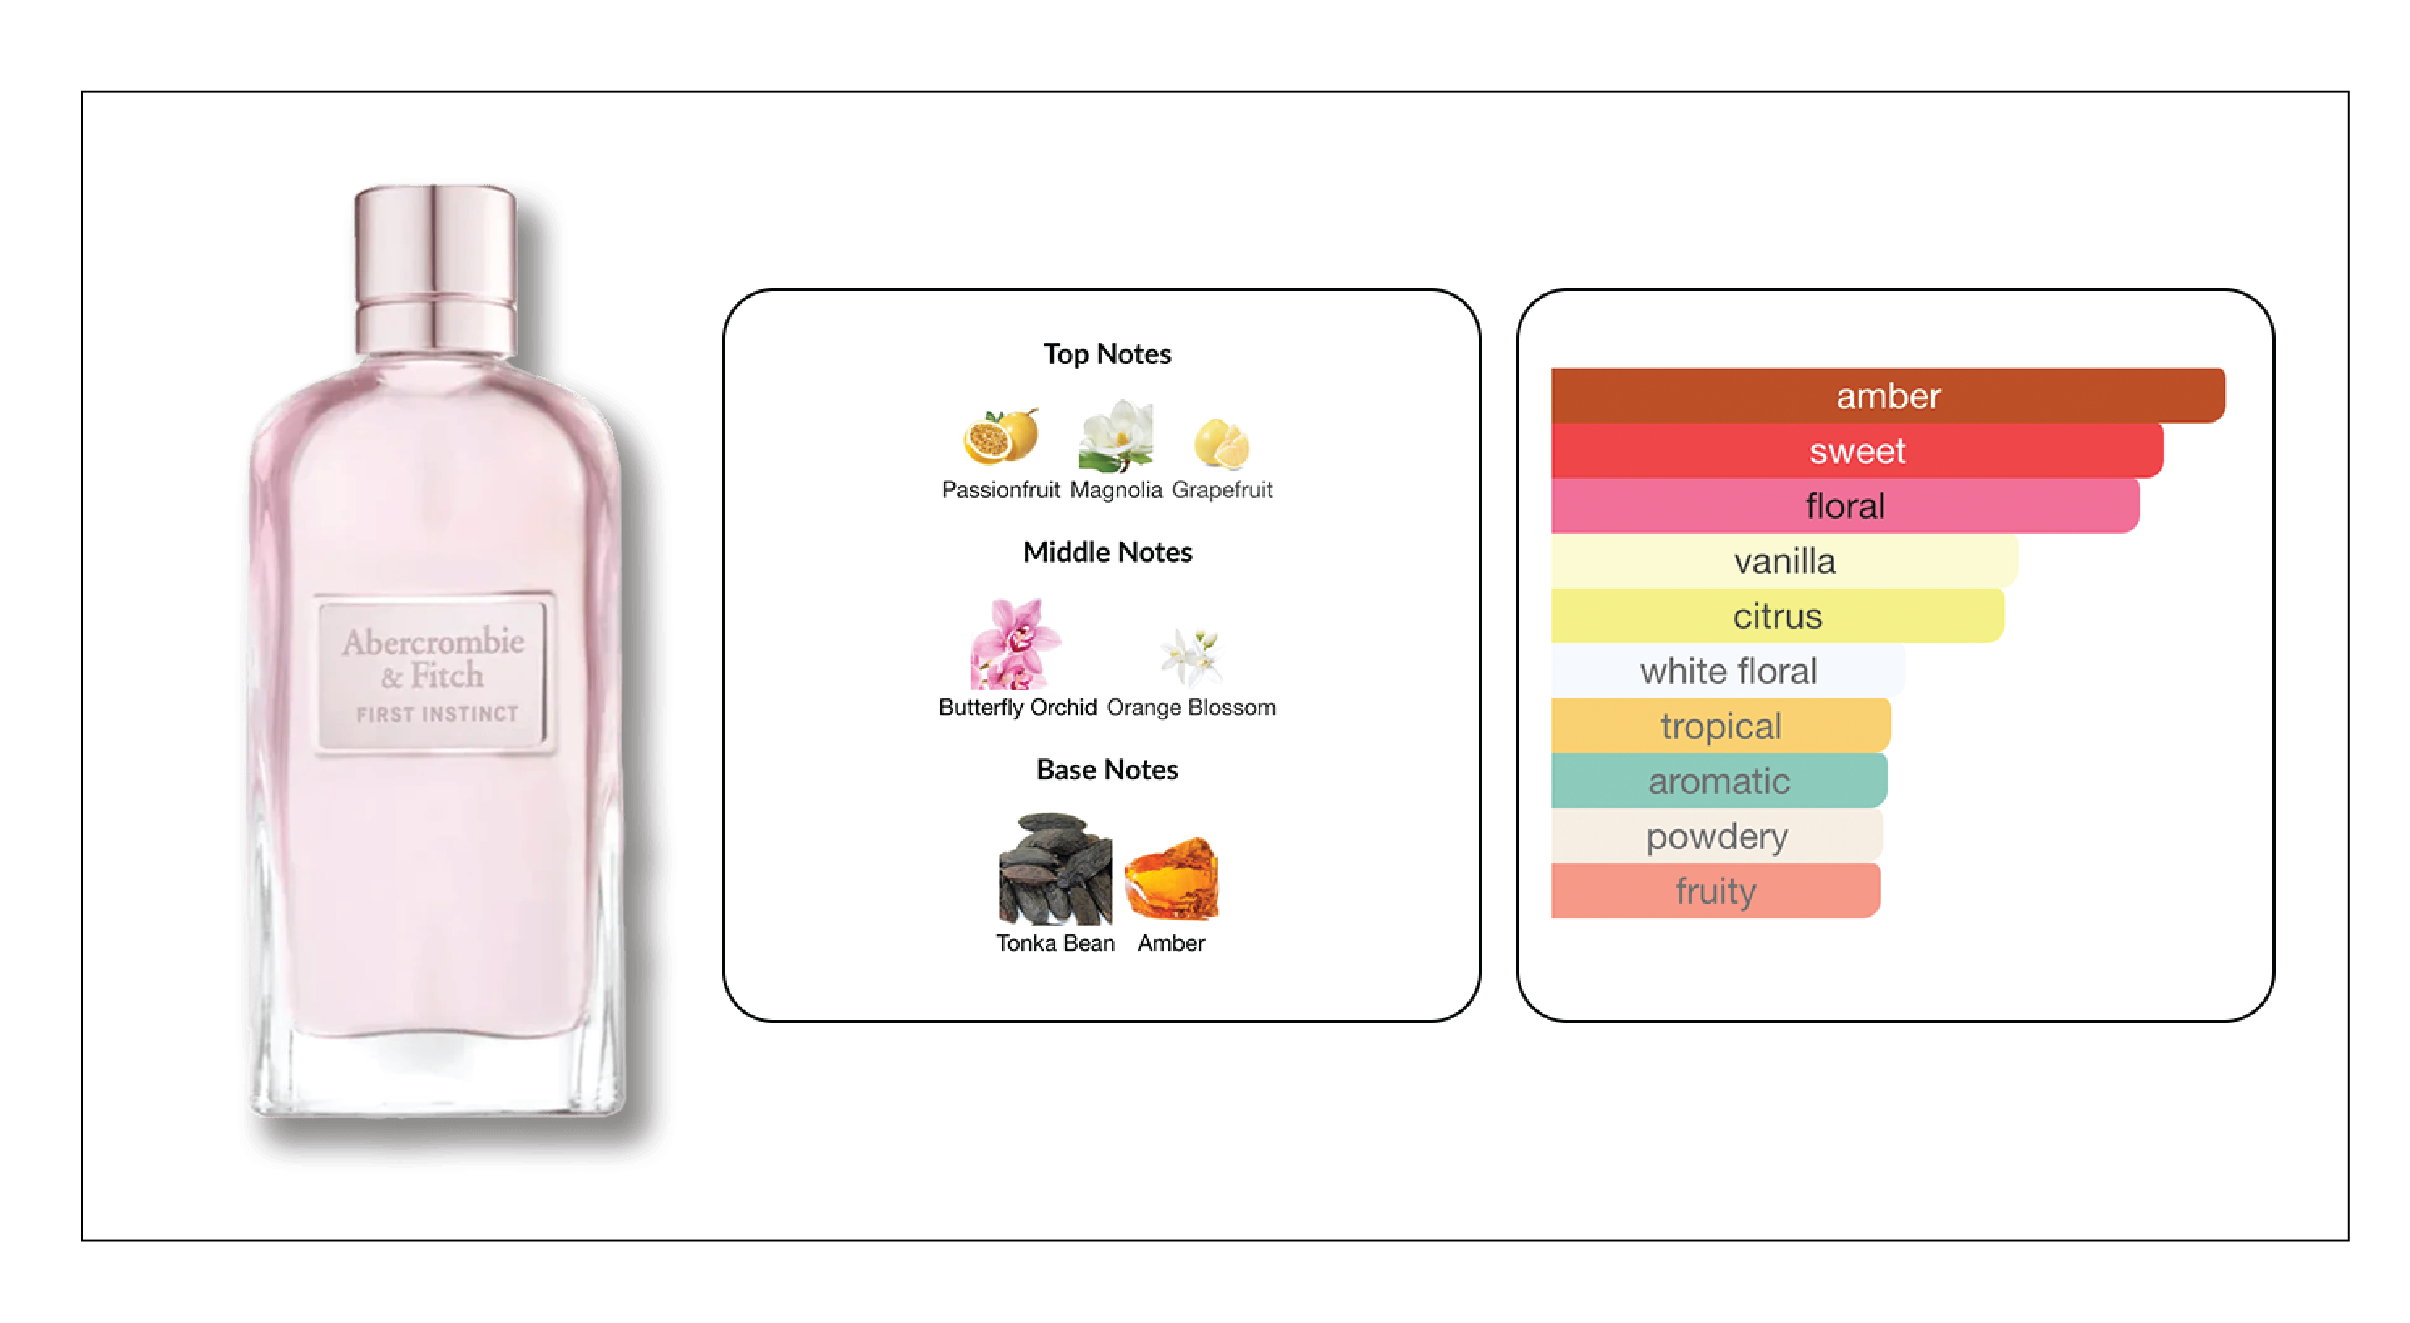 Abercrombie
& Fitch
FIRST INSTINCT
Top Notes
Passionfruit Magnolia Grapefruit
Middle Notes
Butterfly Orchid Orange Blossom
Base Notes
Tonka Bean Amber
amber
sweet
floral
vanilla
citrus
white floral
tropical
aromatic
powdery
fruity